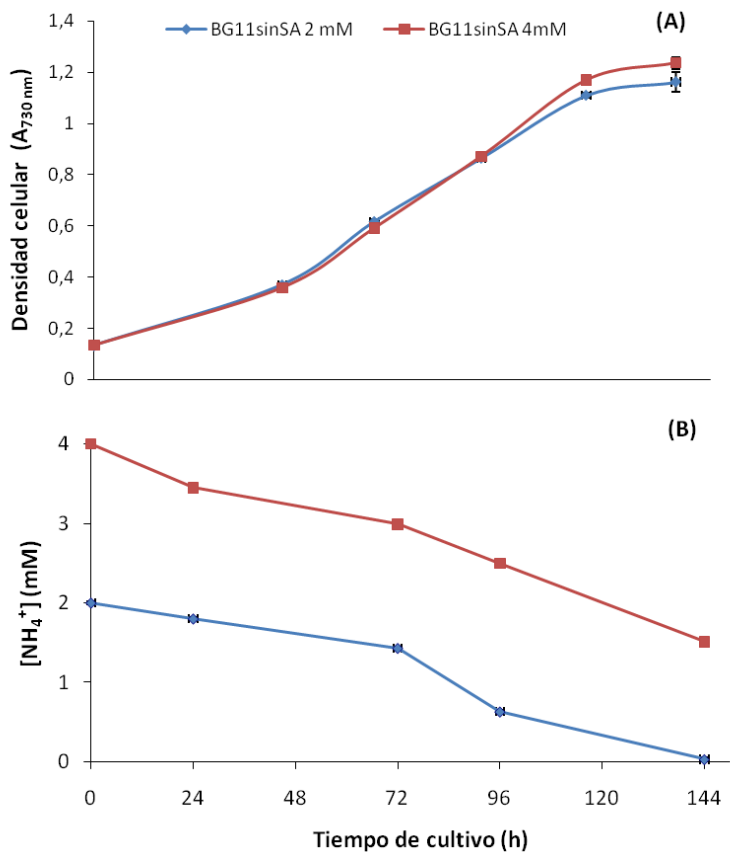 (A)
BG11sinSA 2 mM
BG11sinSA 4mM
Densidad celular (A730 nm)
1,4
1,2
1
0,8
0,6
0,4
0,2
0
(B)
[NH4+] (mM)
4
3
2
1
0
0 24 48 72 96 120 144
Tiempo de cultivo (h)